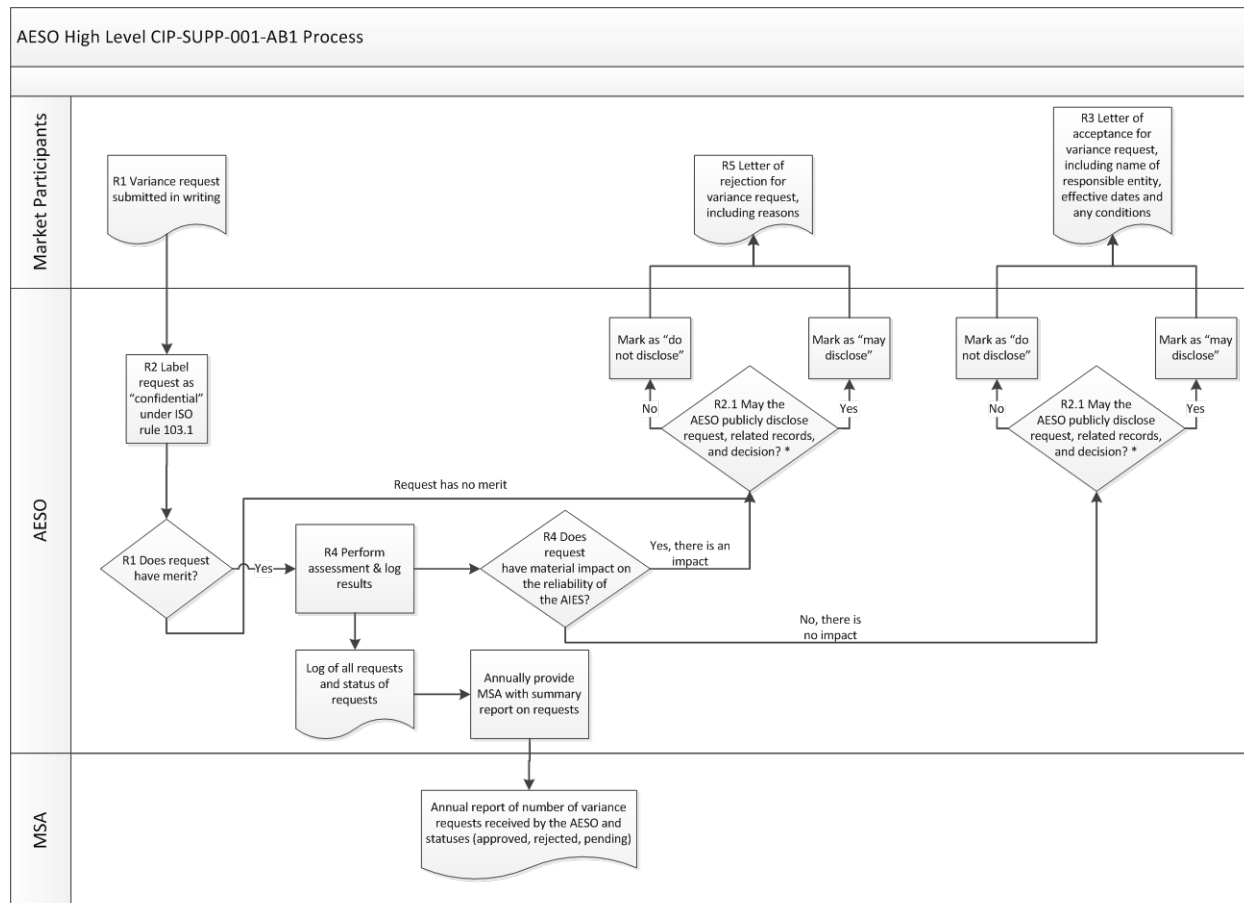 AESO High Level CIP-SUPP-001-AB1 Process
Market Participants
R1 Variance request
submitted in writing
R5 Letter of
rejection for
variance request,
including reasons
R3 Letter of
acceptance for
variance request,
including name of
responsible entity,
effective dates and
any conditions
AESO
Mark as “do
not disclose”
Mark as “may
disclose”
Mark as “do
not disclose”
Mark as “may
disclose”
R2 Label
request as
“confidential”
under ISO
rule 103.1
No
R2.1 May the
AESO publicly disclose
request, related records,
and decision? *
Yes
No
R2.1 May the
AESO publicly disclose
request, related records,
and decision? *
Yes
Request has no merit
R1 Does request
have merit?
Yes
R4 Perform
assessment & log
results
R4 Does
request
have material impact on
the reliability of
the AIES?
Yes, there is an
impact
No, there is
no impact
Log of all requests
and status of
requests
Annually provide
MSA with summary
report on requests
MSA
Annual report of number of variance
requests received by the AESO and
statuses (approved, rejected, pending)